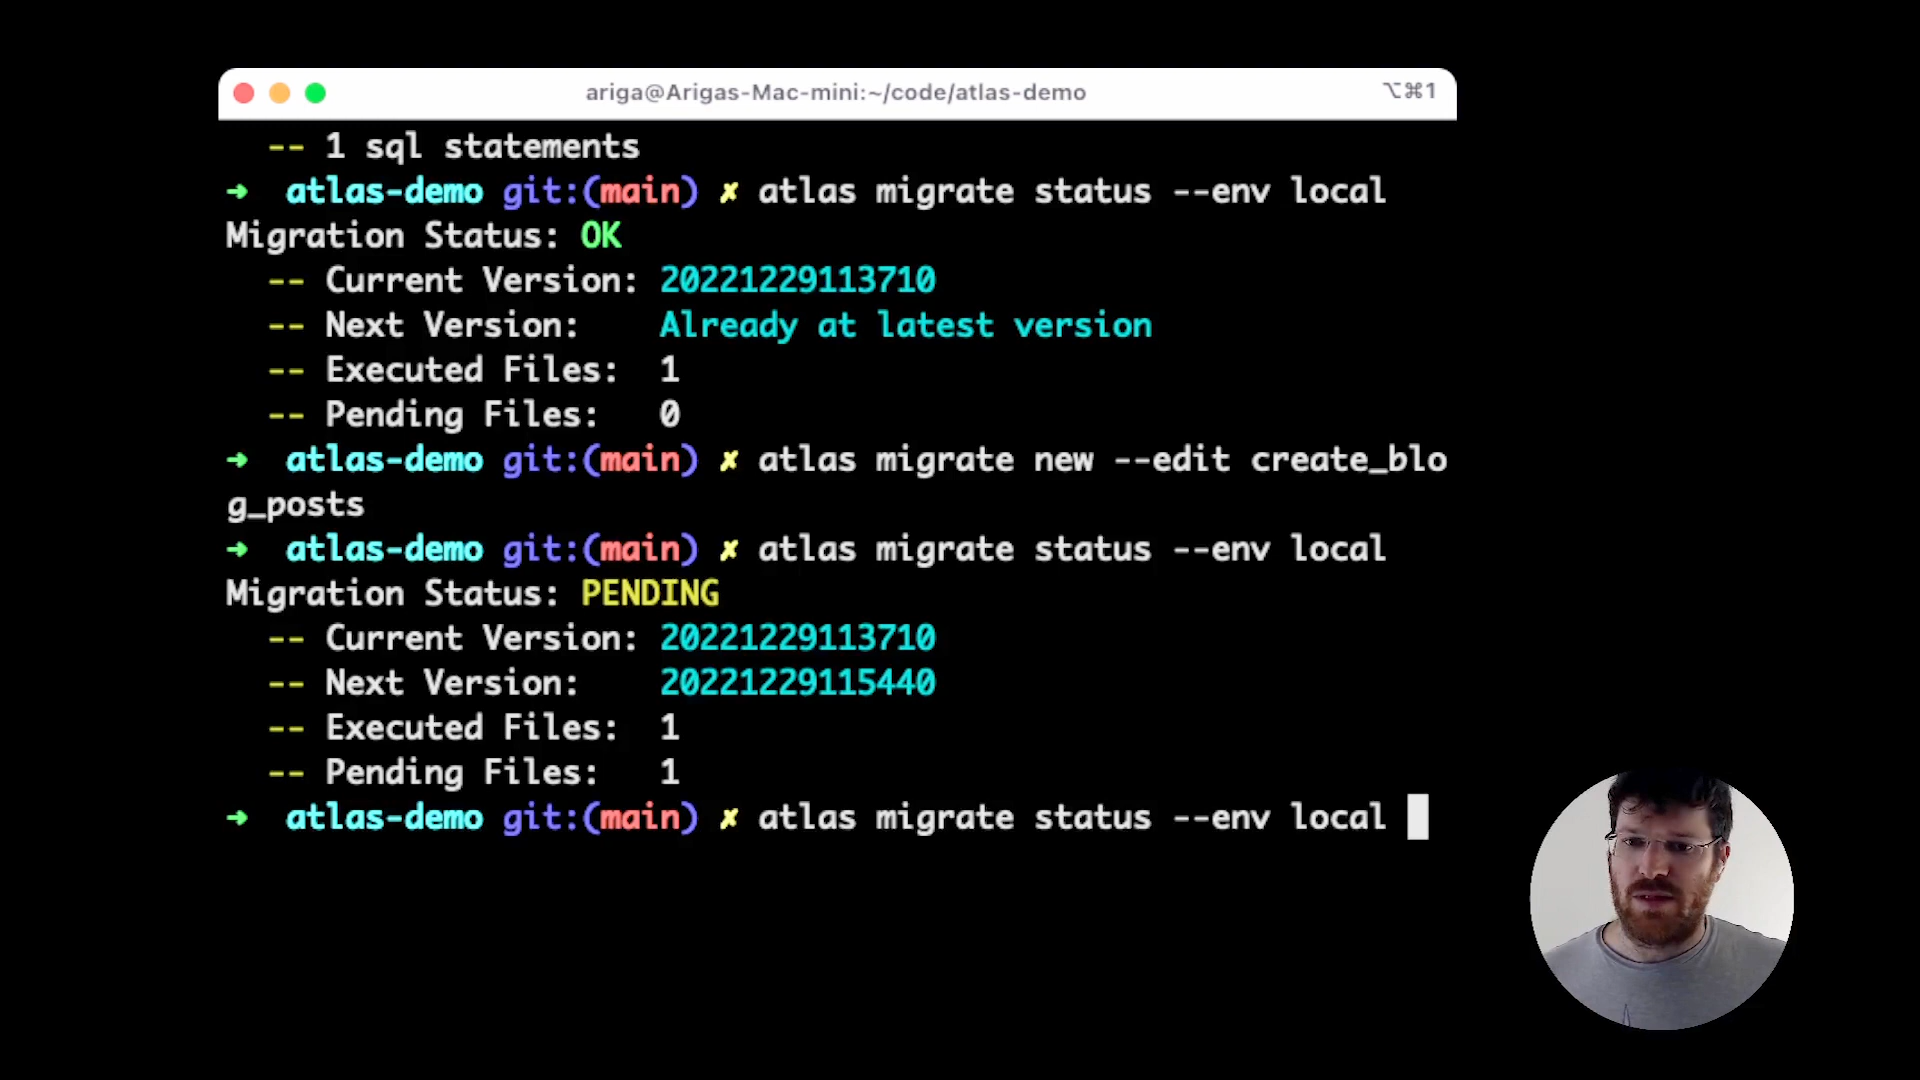 ariga@Arigas-Mac-mini:~/code/atlas-demo ⌥⌘1
-- 1 sql statements
➜ atlas-demo git:(main) ✗ atlas migrate status --env local
Migration Status: OK
-- Current Version: 20221229113710
-- Next Version: Already at latest version
-- Executed Files: 1
-- Pending Files: 0
➜ atlas-demo git:(main) ✗ atlas migrate new --edit create_blo
g_posts
➜ atlas-demo git:(main) ✗ atlas migrate status --env local
Migration Status: PENDING
-- Current Version: 20221229113710
-- Next Version: 20221229115440
-- Executed Files: 1
-- Pending Files: 1
➜ atlas-demo git:(main) ✗ atlas migrate status --env local